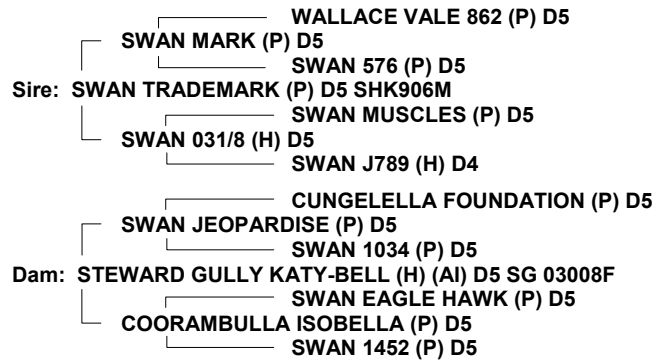 WALLACE VALE 862 (P) D5
SWAN MARK (P) D5
SWAN 576 (P) D5
Sire: SWAN TRADEMARK (P) D5 SHK906M
SWAN MUSCLES (P) D5
SWAN 031/8 (H) D5
SWAN J789 (H) D4
CUNGELELLA FOUNDATION (P) D5
SWAN JEOPARDISE (P) D5
SWAN 1034 (P) D5
Dam: STEWARD GULLY KATY-BELL (H) (AI) D5 SG 03008F
SWAN EAGLE HAWK (P) D5
COORAMBULLA ISOBELLA (P) D5
SWAN 1452 (P) D5